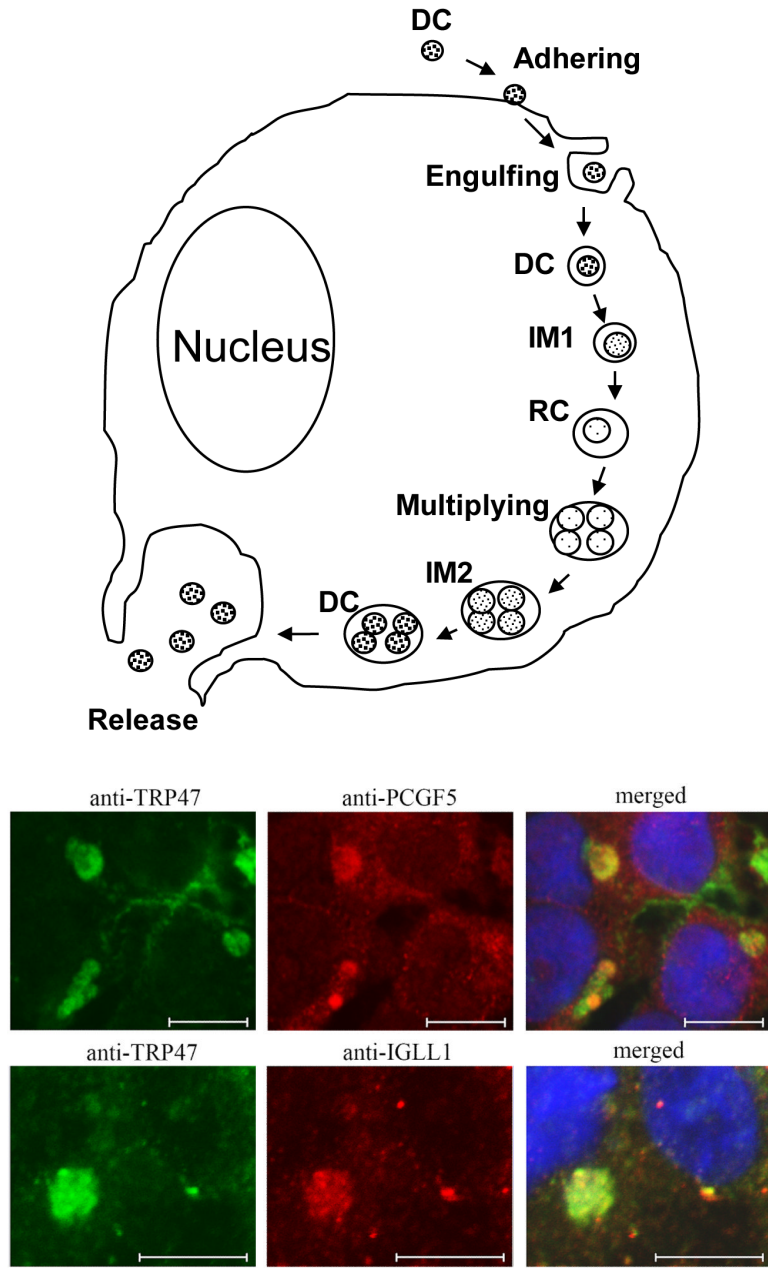 DC
Adhering
Engulfing
DC
IM1
Nucleus
RC
Multiplying
IM2
DC
Release
anti-TRP47 anti-PCGF5 merged
anti-TRP47 anti-IGLL1 merged